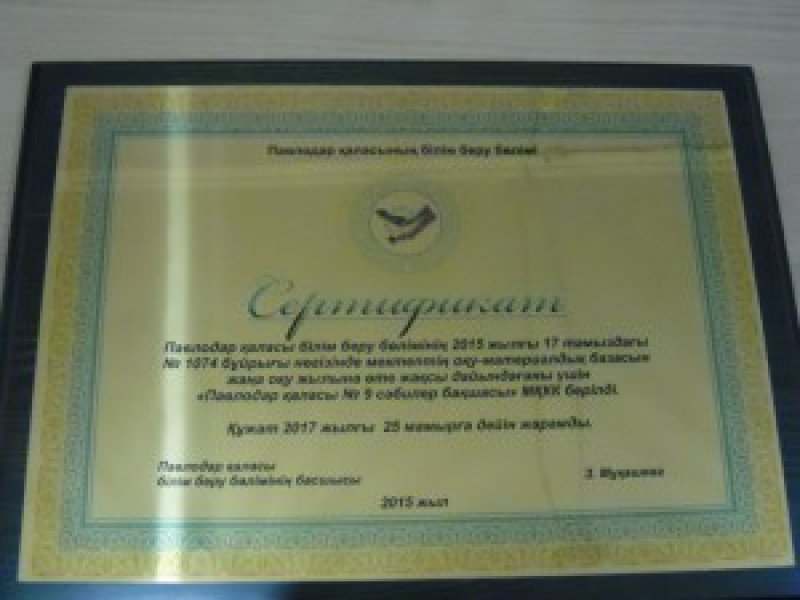 Павлодар қаласының білім беру бөлімі
Сертификат
Павлодар қаласы білім беру бөлімінің 2015 жылғы 17 тамыздағы
№ 1074 бұйрығы негізінде мектептің оқу-материалдық базасын
жаңа оқу жылына өте жақсы дайындағаны үшін
«Павлодар қаласы № 9 сәбилер бақшасы» МҚКК берілді.
Құжат 2017 жылғы 25 мамырға дейін жарамды.
Павлодар қаласы
білім беру бөлімінің басшысы
З. Мұқашева
2015 жыл